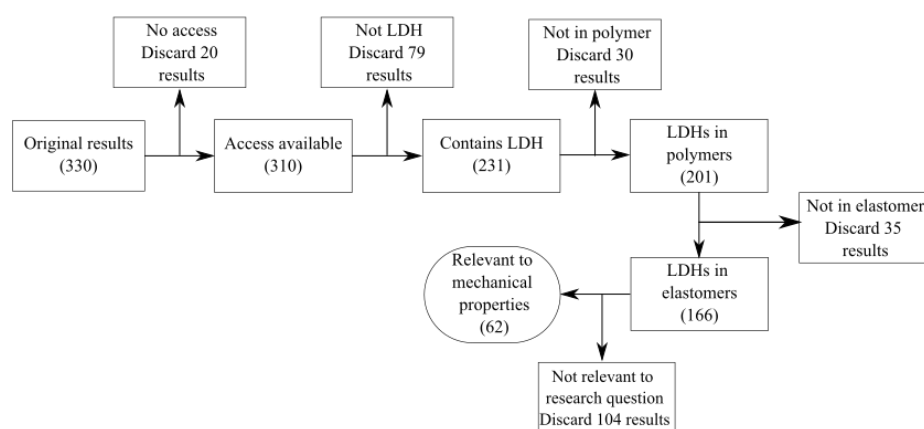 No access
Discard 20
results
Not LDH
Discard 79
results
Not in polymer
Discard 30
results
Original results
(330)
Access available
(310)
Contains LDH
(231)
LDHs in
polymers
(201)
Not in elastomer
Discard 35
results
Relevant to
mechanical
properties
(62)
LDHs in
elastomers
(166)
Not relevant to
research question
Discard 104 results